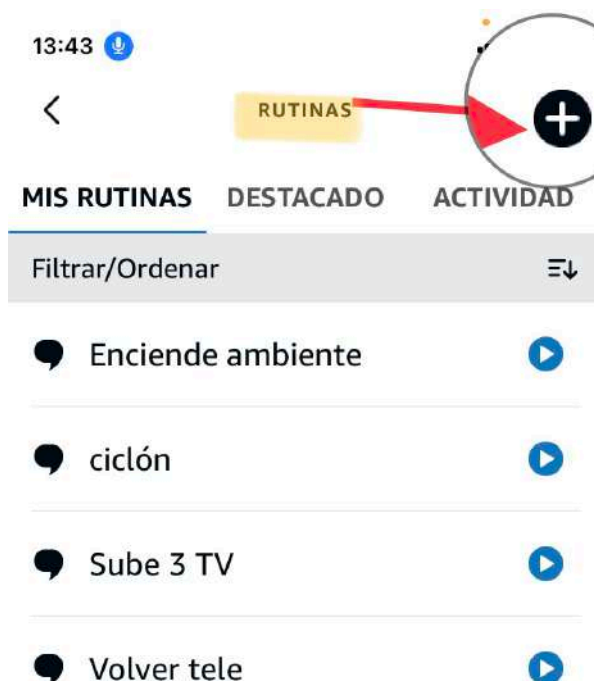 13:43
RUTINAS
MIS RUTINAS DESTACADO ACTIVIDAD
Filtrar/Ordenar
Enciende ambiente
ciclón
Sube 3 TV
Volver tele